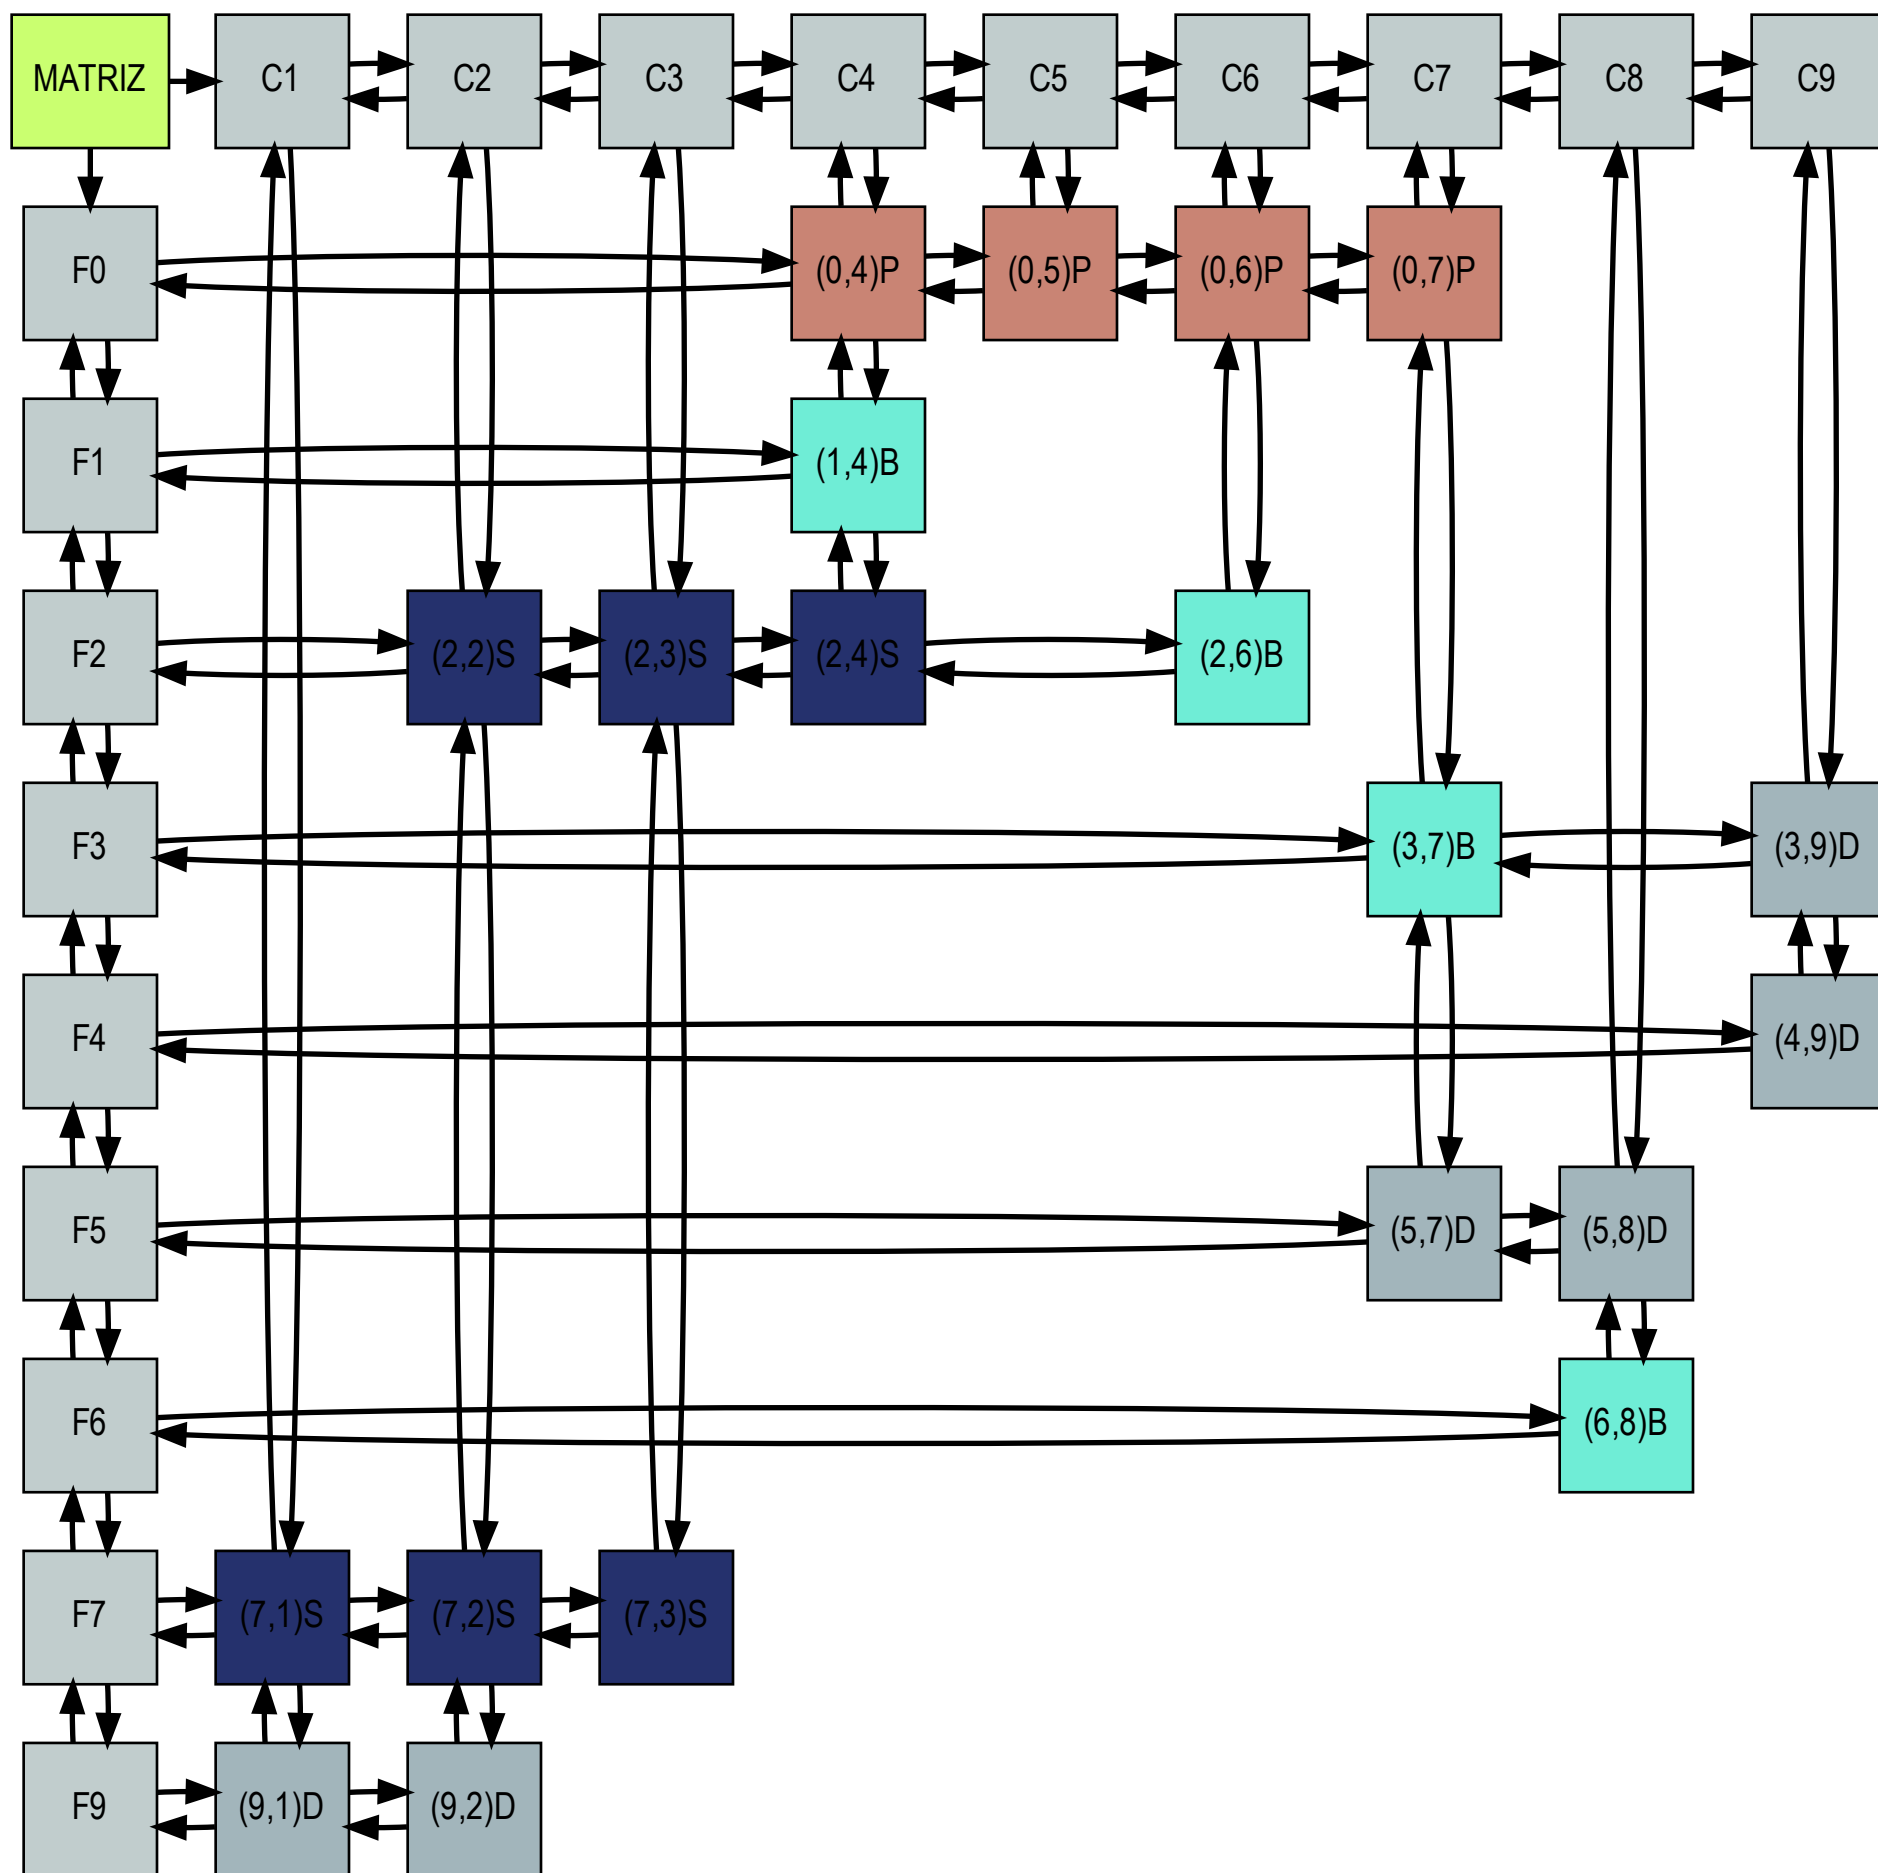 MATRIZ C1 C2 C3 C4 C5 C6 C7 C8 C9
F0 (0,4)P (0,5)P (0,6)P (0,7)P
F1 (1,4)B
F2 (2,2)S (2,3)S (2,4)S (2,6)B
F3 (3,7)B (3,9)D
F4 (4,9)D
F5 (5,7)D (5,8)D
F6 (6,8)B
F7 (7,1)S (7,2)S (7,3)S
F9 (9,1)D (9,2)D